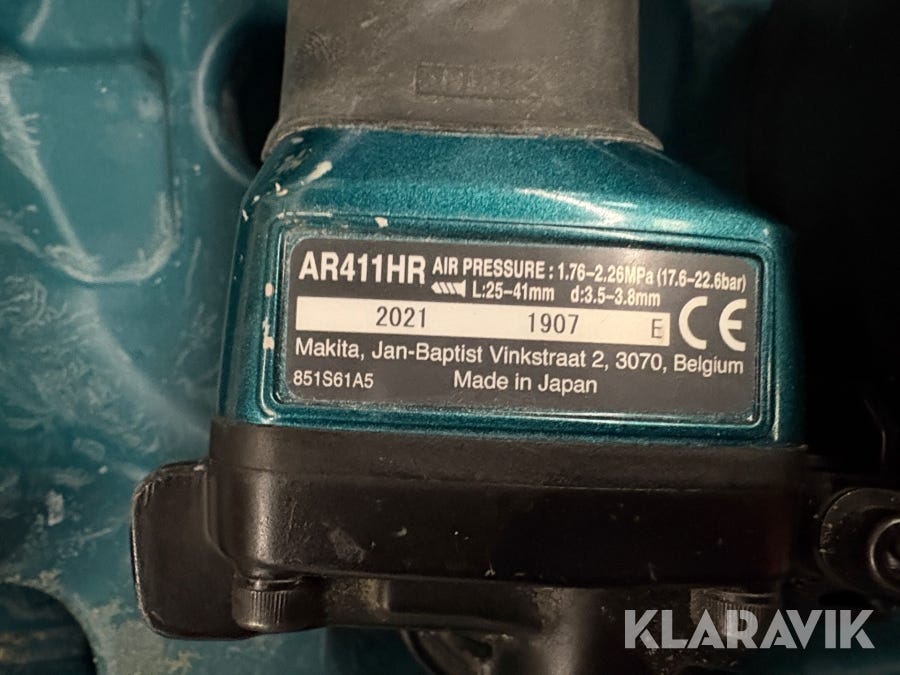 AR411HR AIR PRESSURE : 1.76–2.26MPa (17.6–22.6bar)
L:25–41mm d:3.5–3.8mm
2021 1907 E
CE
Makita, Jan-Baptist Vinkstraat 2, 3070, Belgium
851S61A5 Made in Japan
KLARAVIK